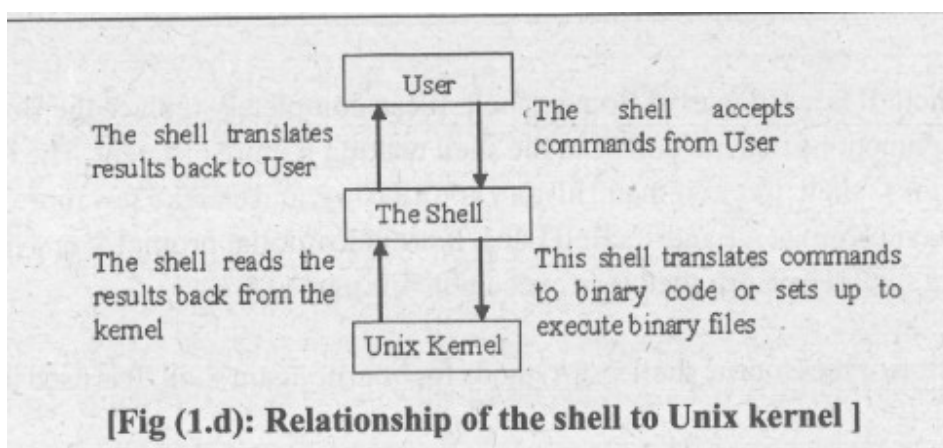 User
The shell translates
results back to User
The shell accepts
commands from User
The Shell
The shell reads the
results back from the
kernel
This shell translates commands
to binary code or sets up to
execute binary files
Unix Kernel
[Fig (1.d): Relationship of the shell to Unix kernel ]